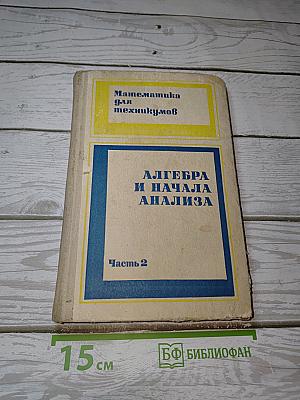 Математика
для
техникумов
АЛГЕБРА
И НАЧАЛА
АНАЛИЗА
Часть 2
15 см
БФ БИБЛИОФАН